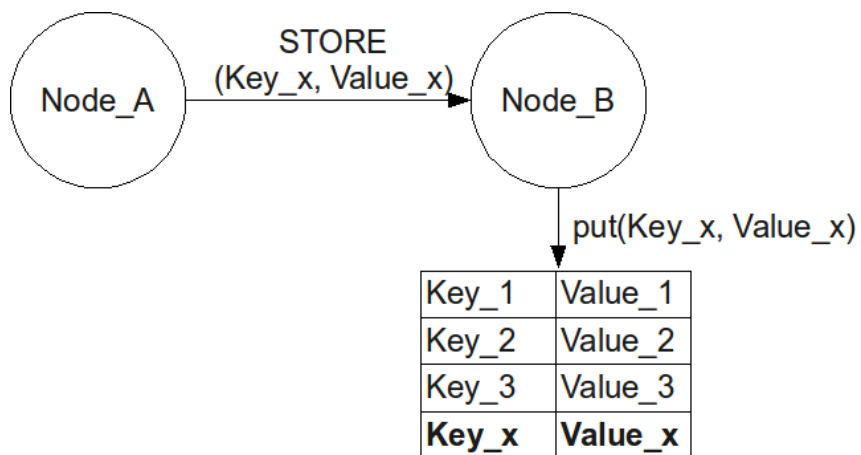 STORE
(Key_x, Value_x)
Node_A
Node_B
put(Key_x, Value_x)
Key_1 Value_1
Key_2 Value_2
Key_3 Value_3
Key_x Value_x